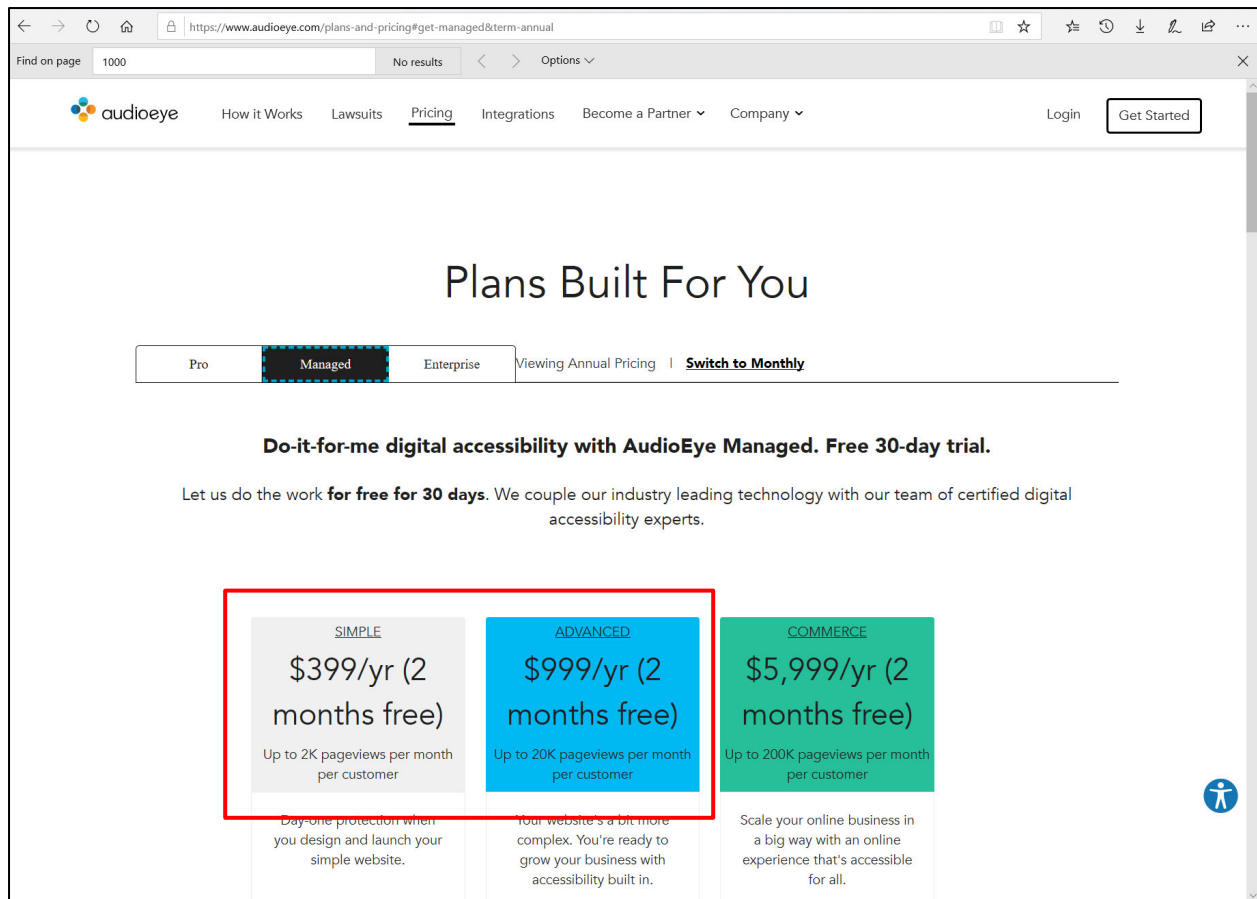 https://www.audioeye.com/plans-and-pricing#get-managed&term-annual
Find on page 1000 No results Options
audioeye How it Works Lawsuits Pricing Integrations Become a Partner Company Login Get Started
Plans Built For You
Pro Managed Enterprise Viewing Annual Pricing | Switch to Monthly
Do-it-for-me digital accessibility with AudioEye Managed. Free 30-day trial.
Let us do the work for free for 30 days. We couple our industry leading technology with our team of certified digital
accessibility experts.
SIMPLE
$399/yr (2
months free)
Up to 2K pageviews per month
per customer
Day-one protection when
you design and launch your
simple website.
ADVANCED
$999/yr (2
months free)
Up to 20K pageviews per month
per customer
Your website's a bit more
complex. You're ready to
grow your business with
accessibility built in.
COMMERCE
$5,999/yr (2
months free)
Up to 200K pageviews per month
per customer
Scale your online business in
a big way with an online
experience that's accessible
for all.